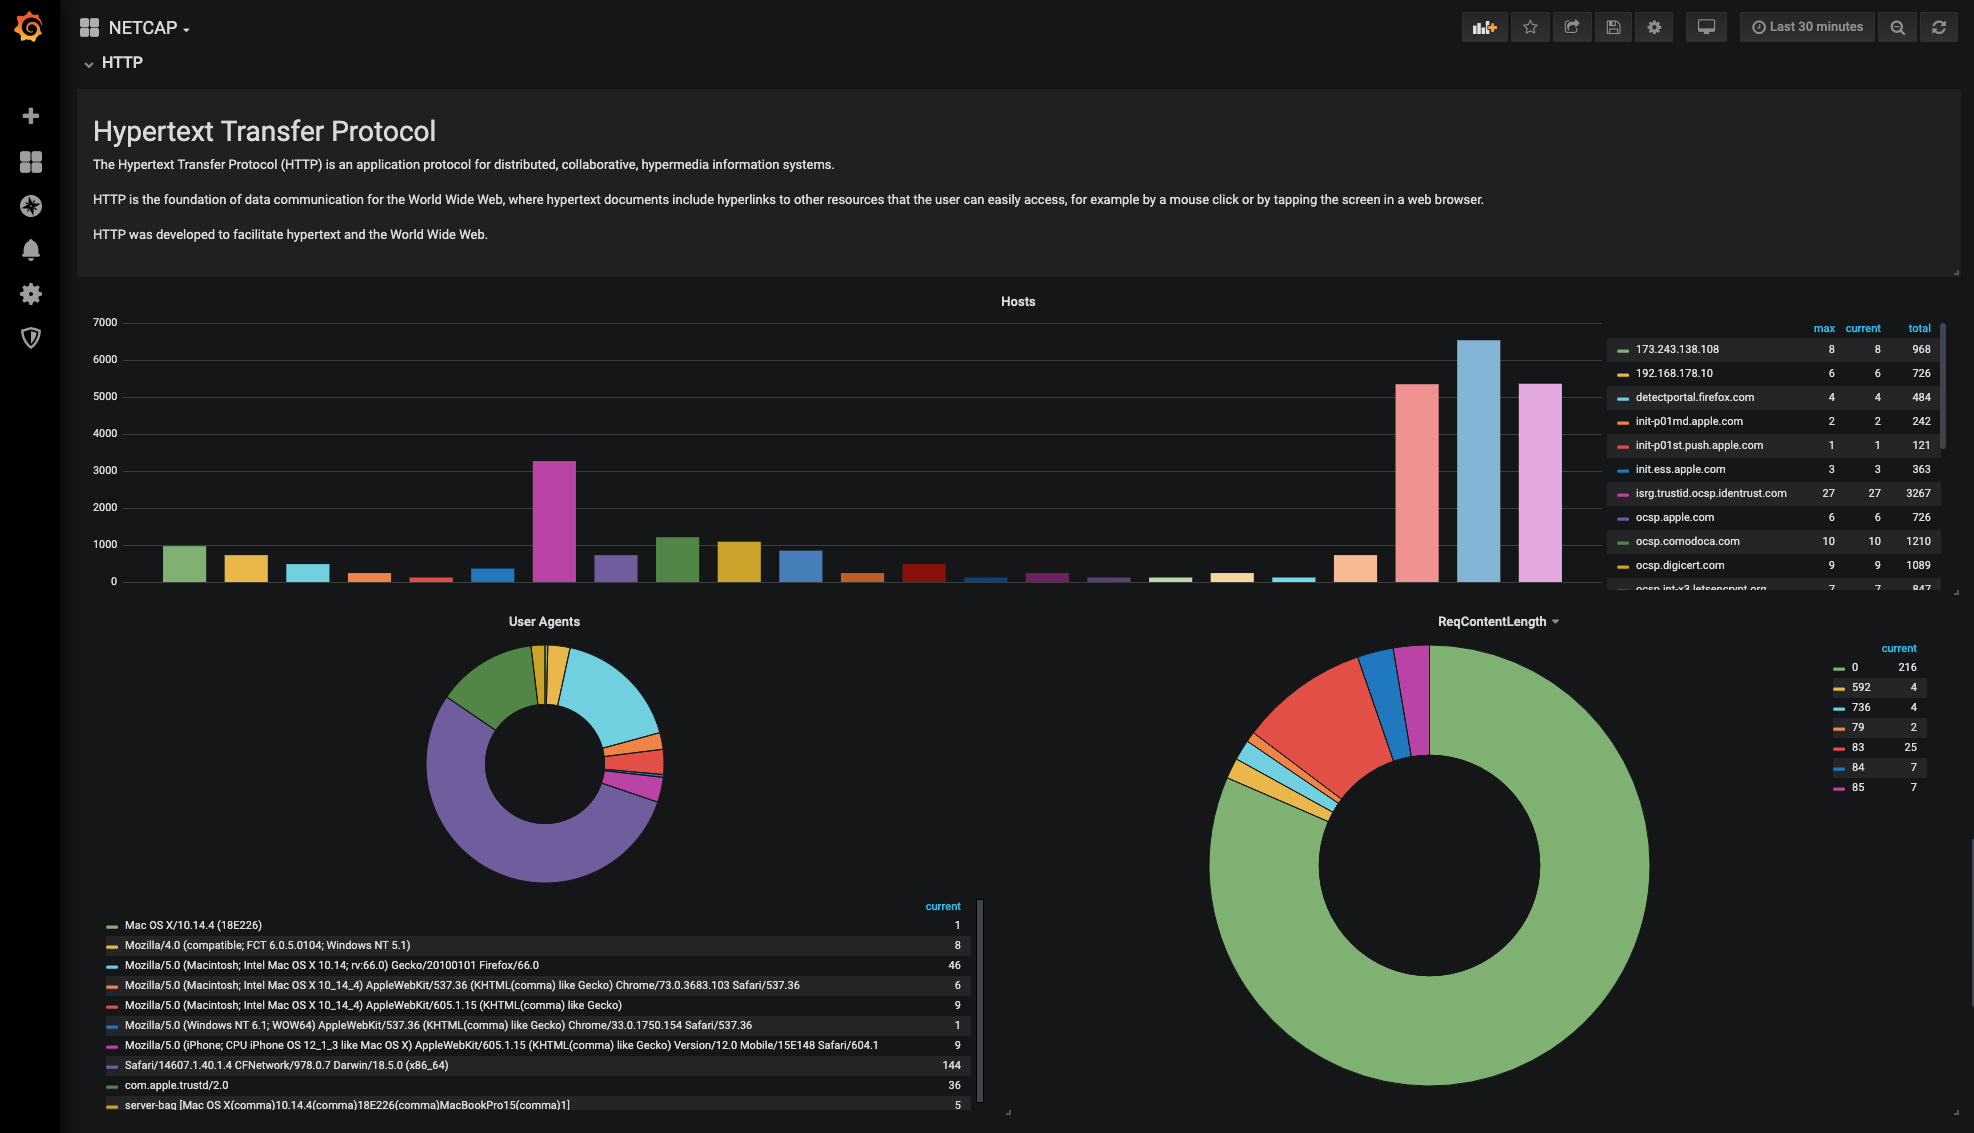 NETCAP
Last 30 minutes
HTTP
Hypertext Transfer Protocol
The Hypertext Transfer Protocol (HTTP) is an application protocol for distributed, collaborative, hypermedia information systems.
HTTP is the foundation of data communication for the World Wide Web, where hypertext documents include hyperlinks to other resources that the user can easily access, for example by a mouse click or by tapping the screen in a web browser.
HTTP was developed to facilitate hypertext and the World Wide Web.
Hosts
7000
6000
5000
4000
3000
2000
1000
0
max current total
173.243.138.108 8 8 968
192.168.178.10 6 6 726
detectportal.firefox.com 4 4 484
init-p01md.apple.com 2 2 242
init-p01st.push.apple.com 1 1 121
init.ess.apple.com 3 3 363
isrg.trustid.ocsp.identrust.com 27 27 3267
ocsp.apple.com 6 6 726
ocsp.comodoca.com 10 10 1210
ocsp.digicert.com 9 9 1089
ocsp.int-x3.letsencrypt.org 7 7 847
User Agents
current
Mac OS X/10.14.4 (18E226) 1
Mozilla/4.0 (compatible; FCT 6.0.5.0104; Windows NT 5.1) 8
Mozilla/5.0 (Macintosh; Intel Mac OS X 10.14; rv:66.0) Gecko/20100101 Firefox/66.0 46
Mozilla/5.0 (Macintosh; Intel Mac OS X 10_14_4) AppleWebKit/537.36 (KHTML(comma) like Gecko) Chrome/73.0.3683.103 Safari/537.36 6
Mozilla/5.0 (Macintosh; Intel Mac OS X 10_14_4) AppleWebKit/605.1.15 (KHTML(comma) like Gecko) 9
Mozilla/5.0 (Windows NT 6.1; WOW64) AppleWebKit/537.36 (KHTML(comma) like Gecko) Chrome/33.0.1750.154 Safari/537.36 1
Mozilla/5.0 (iPhone; CPU iPhone OS 12_1_3 like Mac OS X) AppleWebKit/605.1.15 (KHTML(comma) like Gecko) Version/12.0 Mobile/15E148 Safari/604.1 9
Safari/14607.1.40.1.4 CFNetwork/978.0.7 Darwin/18.5.0 (x86_64) 144
com.apple.trustd/2.0 36
server-bag [Mac OS X(comma)10.14.4(comma)18E226(comma)MacBookPro15(comma)1] 5
ReqContentLength
current
0 216
592 4
736 4
79 2
83 25
84 7
85 7